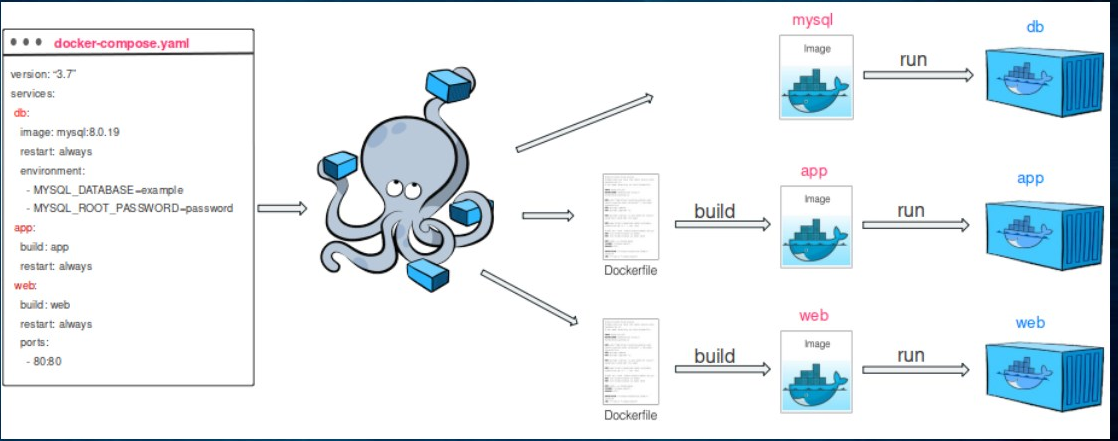 docker-compose.yaml
version: “3.7”
services:
db:
image: mysql:8.0.19
restart: always
environment:
- MYSQL_DATABASE=example
- MYSQL_ROOT_PASSWORD=password
app:
build: app
restart: always
web:
build: web
restart: always
ports:
- 80:80
mysql
Image
run
db
Dockerfile
build
app
Image
run
app
Dockerfile
build
web
Image
run
web